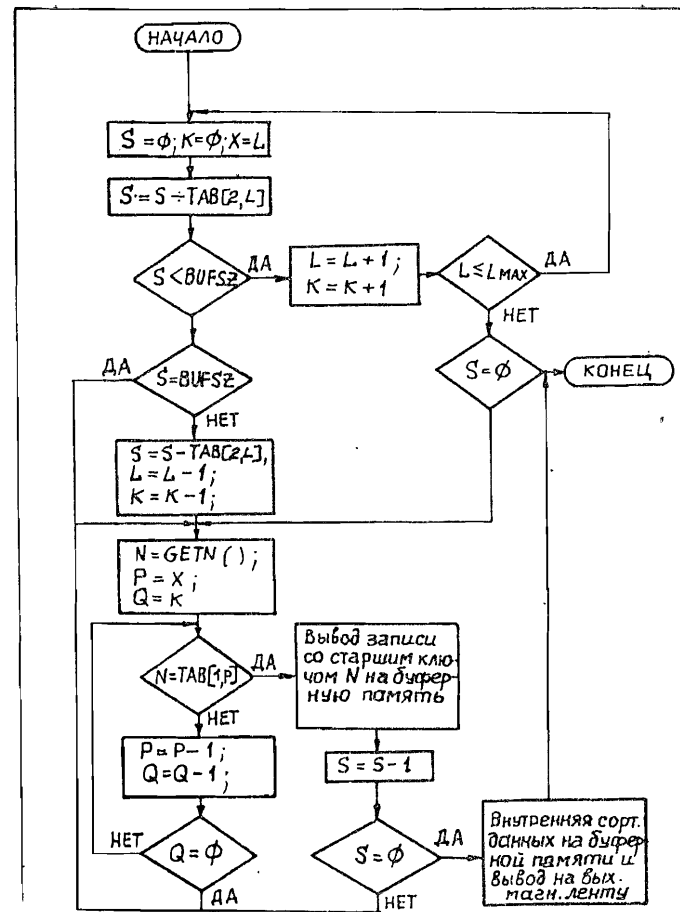 НАЧАЛО
S=ϕ; K=ϕ; X=L
S:= S÷TAB[2,L]
S<BUFSZ
ДА
L = L+1;
K = K+1
L≤LMAX
ДА
НЕТ
S=BUFSZ
ДА
НЕТ
S=ϕ
КОНЕЦ
S=S-TAB[2,L],
L = L-1;
K = K-1;
N=GETN();
P=X;
Q=K
N=TAB[1,P]
ДА
НЕТ
Вывод записи
со старшим клю-
чом N на буфер-
ную память
P=P-1;
Q=Q-1;
S=S-1
Q=ϕ
НЕТ
ДА
S=ϕ
ДА
НЕТ
Внутренняя сорт.
данных на буфер-
ной памяти и
вывод на вых.
магн. ленту